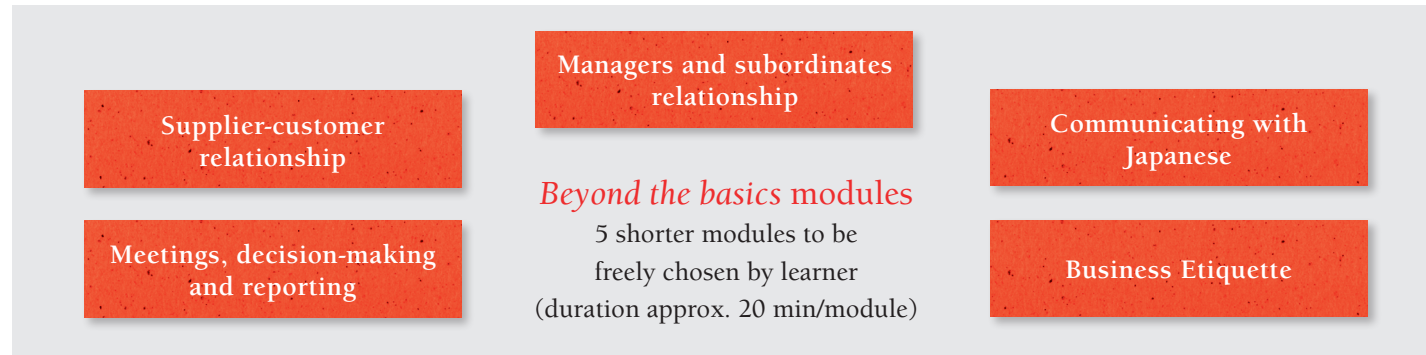 Managers and subordinates
relationship
Supplier-customer
relationship
Communicating with
Japanese
Beyond the basics modules
5 shorter modules to be
freely chosen by learner
(duration approx. 20 min/module)
Meetings, decision-making
and reporting
Business Etiquette